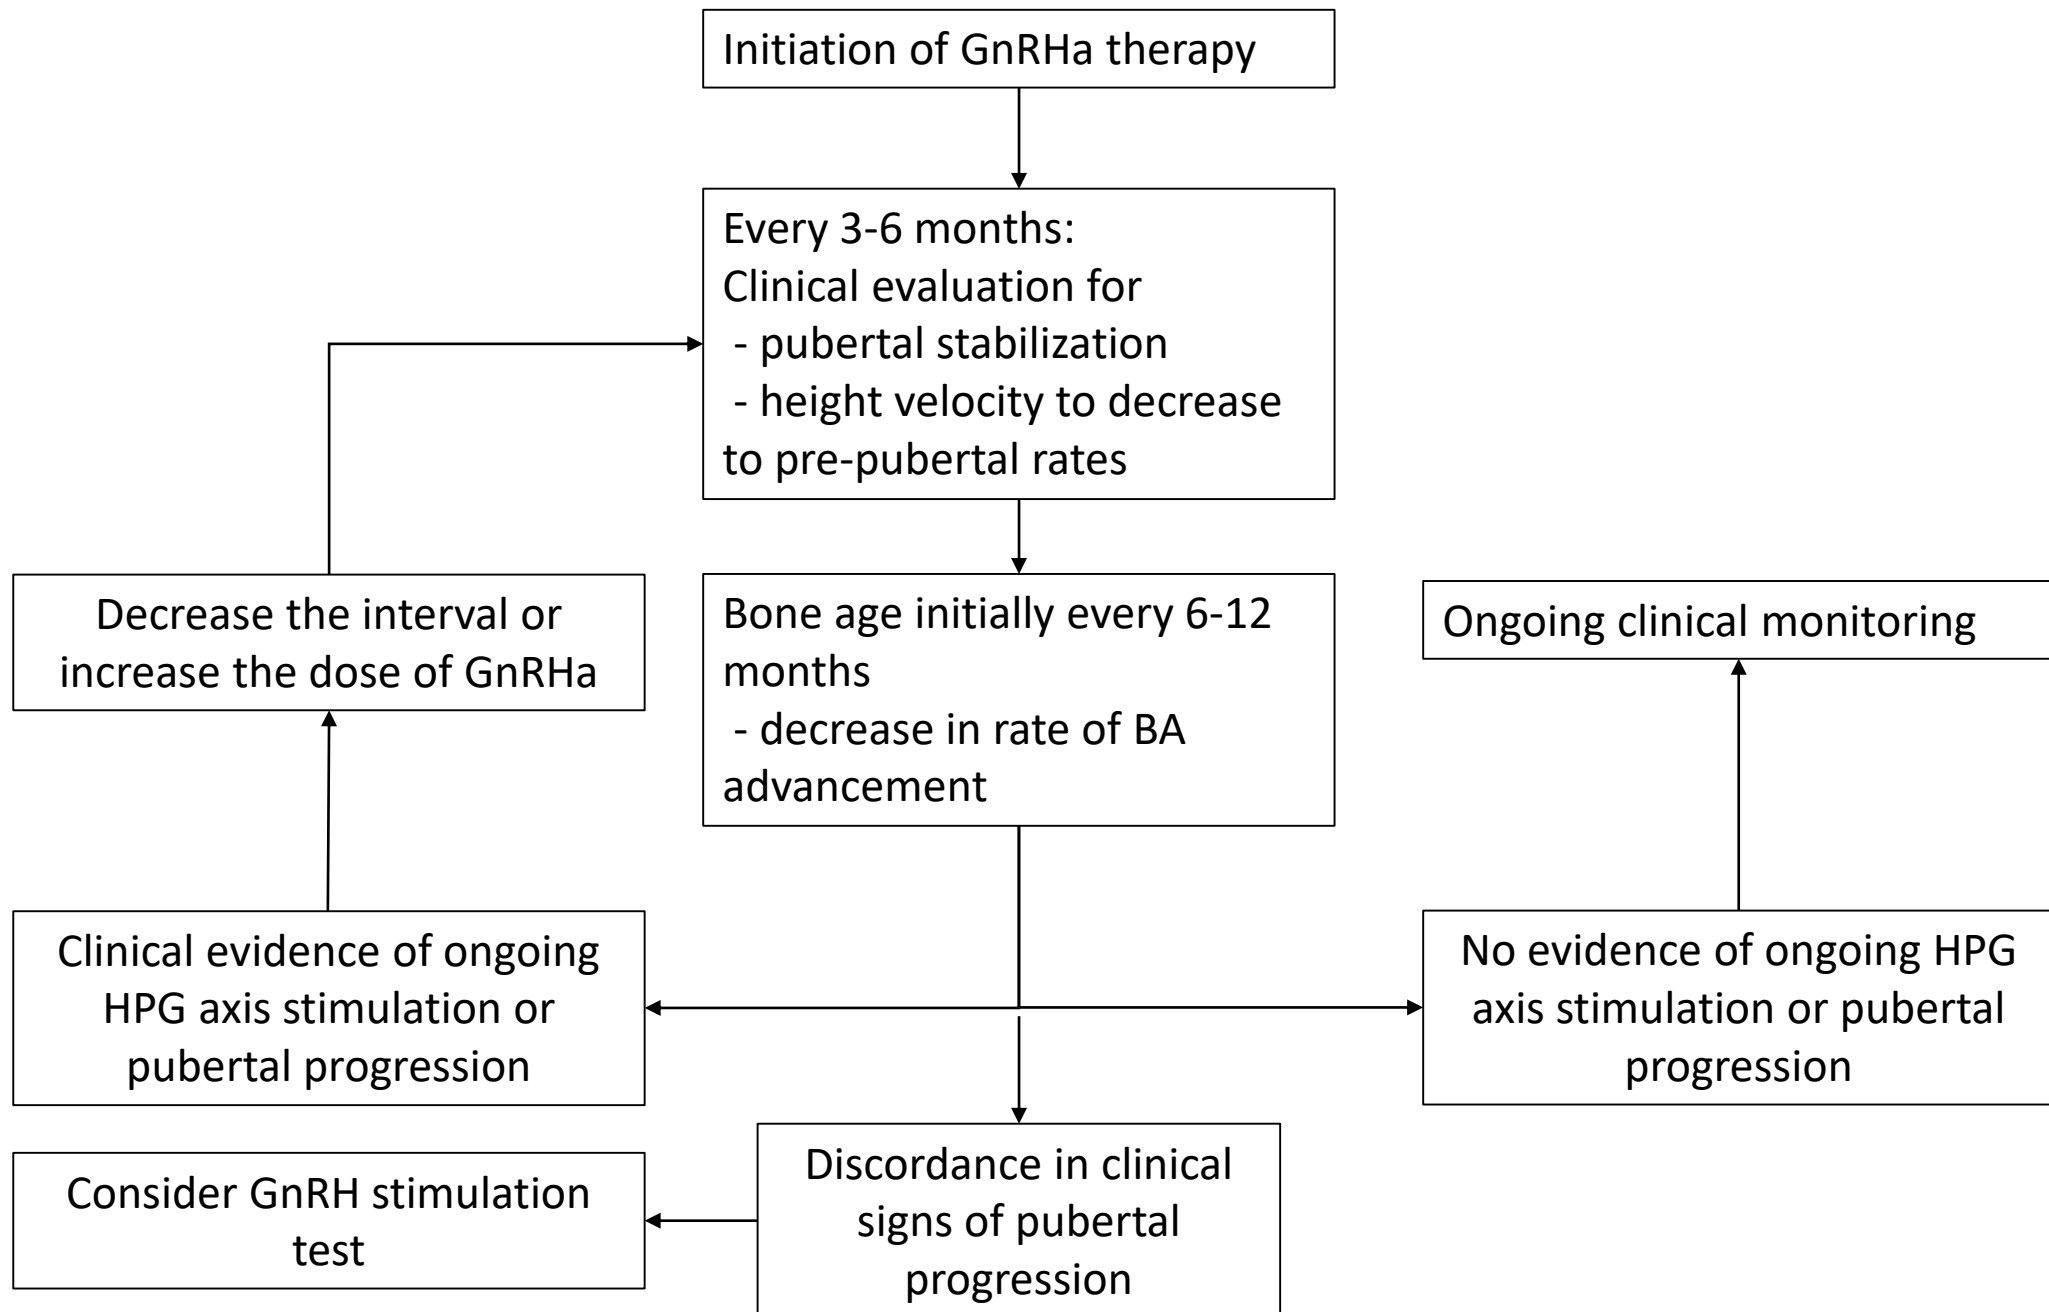 Initiation of GnRHa therapy
Every 3-6 months:
Clinical evaluation for
- pubertal stabilization
- height velocity to decrease
to pre-pubertal rates
Decrease the interval or
increase the dose of GnRHa
Bone age initially every 6-12
months
- decrease in rate of BA
advancement
Ongoing clinical monitoring
Clinical evidence of ongoing
HPG axis stimulation or
pubertal progression
No evidence of ongoing HPG
axis stimulation or pubertal
progression
Consider GnRH stimulation
test
Discordance in clinical
signs of pubertal
progression